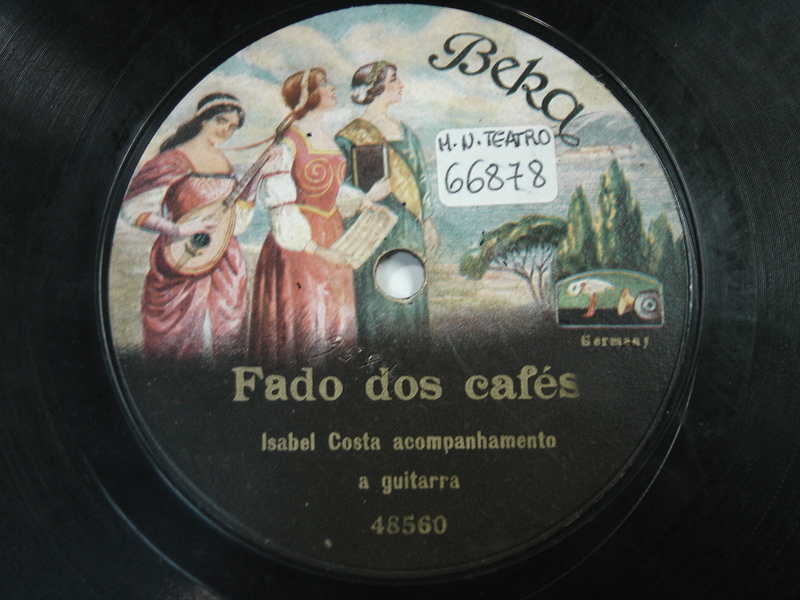 Beka
M.N. TEATRO
66878
Germany
Fado dos cafés
Isabel Costa acompanhamento
a guitarra
48560